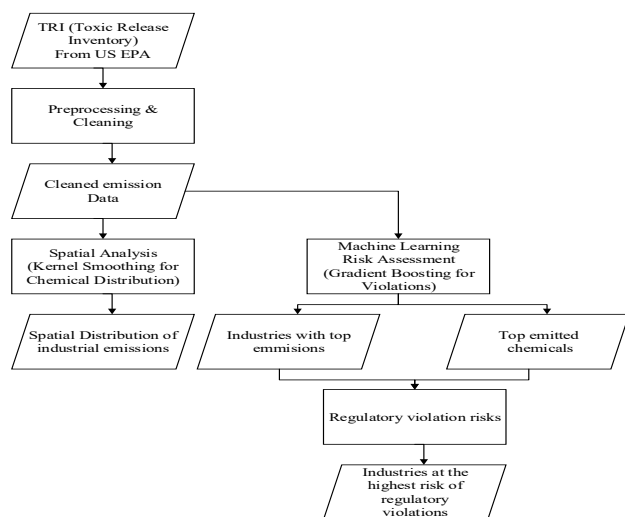 TRI (Toxic Release
Inventory)
From US EPA
Preprocessing &
Cleaning
Cleaned emission
Data
Spatial Analysis
(Kernel Smoothing for
Chemical Distribution)
Machine Learning
Risk Assessment
(Gradient Boosting for
Violations)
Spatial Distribution of
industrial emissions
Industries with top
emmisions
Top emitted
chemicals
Regulatory violation risks
Industries at the
highest risk of
regulatory
violations